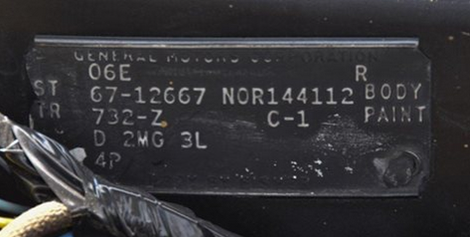 GENERAL MOTORS CORPORATION
06E R
ST 67-12667 NOR144112 BODY
TR 732-Z C-1 PAINT
D 2MG 3L
4P